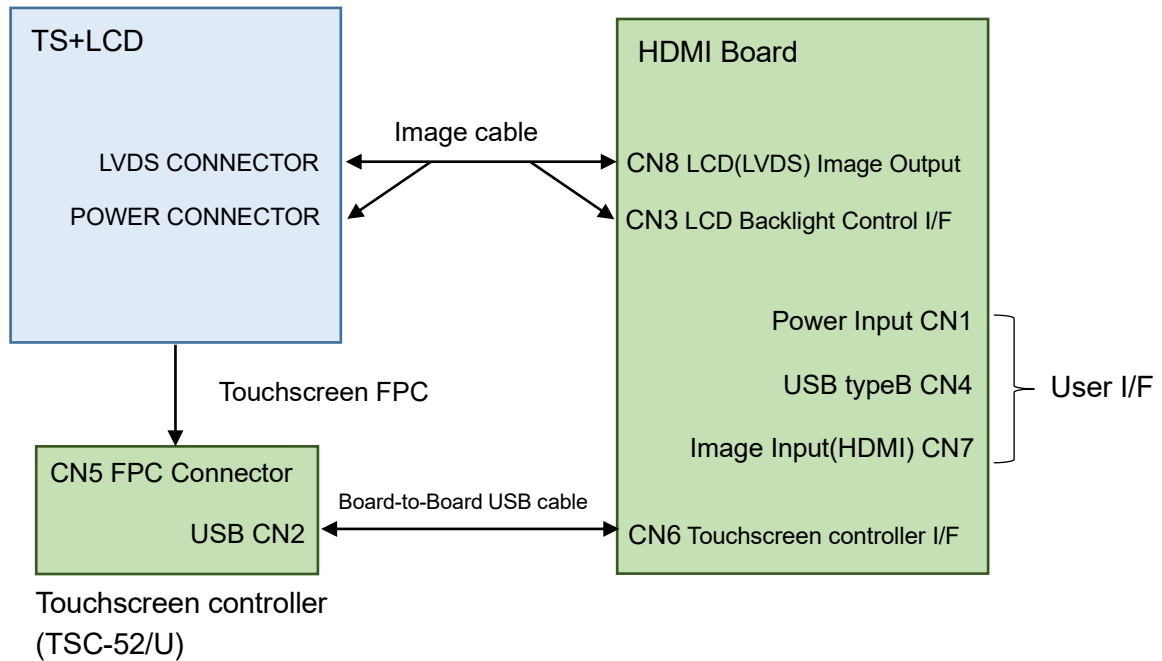 TS+LCD
HDMI Board
Image cable
LVDS CONNECTOR
CN8 LCD(LVDS) Image Output
POWER CONNECTOR
CN3 LCD Backlight Control I/F
Power Input CN1
USB typeB CN4
User I/F
Image Input(HDMI) CN7
Touchscreen FPC
CN5 FPC Connector
Board-to-Board USB cable
USB CN2
CN6 Touchscreen controller I/F
Touchscreen controller
(TSC-52/U)